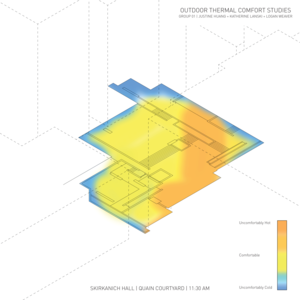 OUTDOOR THERMAL COMFORT STUDIES
GROUP 01 | JUSTINE HUANG + KATHERINE LANSKI + LOGAN WEAVER
Uncomfortably Hot
Comfortable
Uncomfortably Cold
SKIRKANICH HALL | QUAIN COURTYARD | 11:30 AM